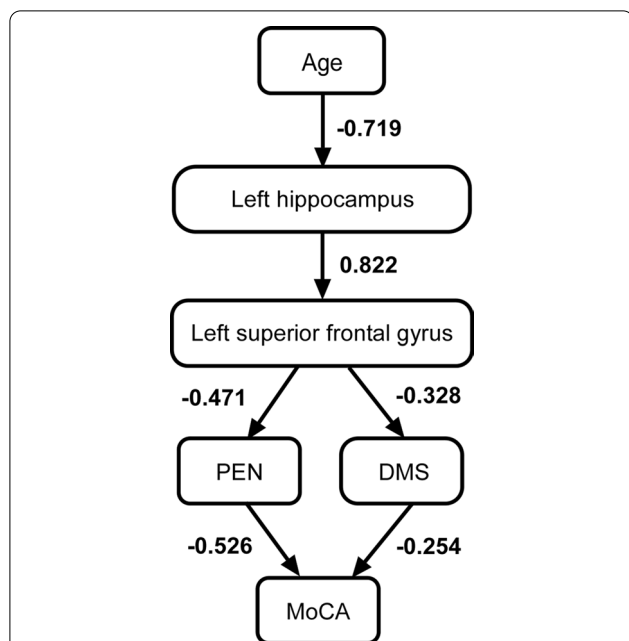 Age
-0.719
Left hippocampus
0.822
Left superior frontal gyrus
-0.471
-0.328
PEN
DMS
-0.526
-0.254
MoCA